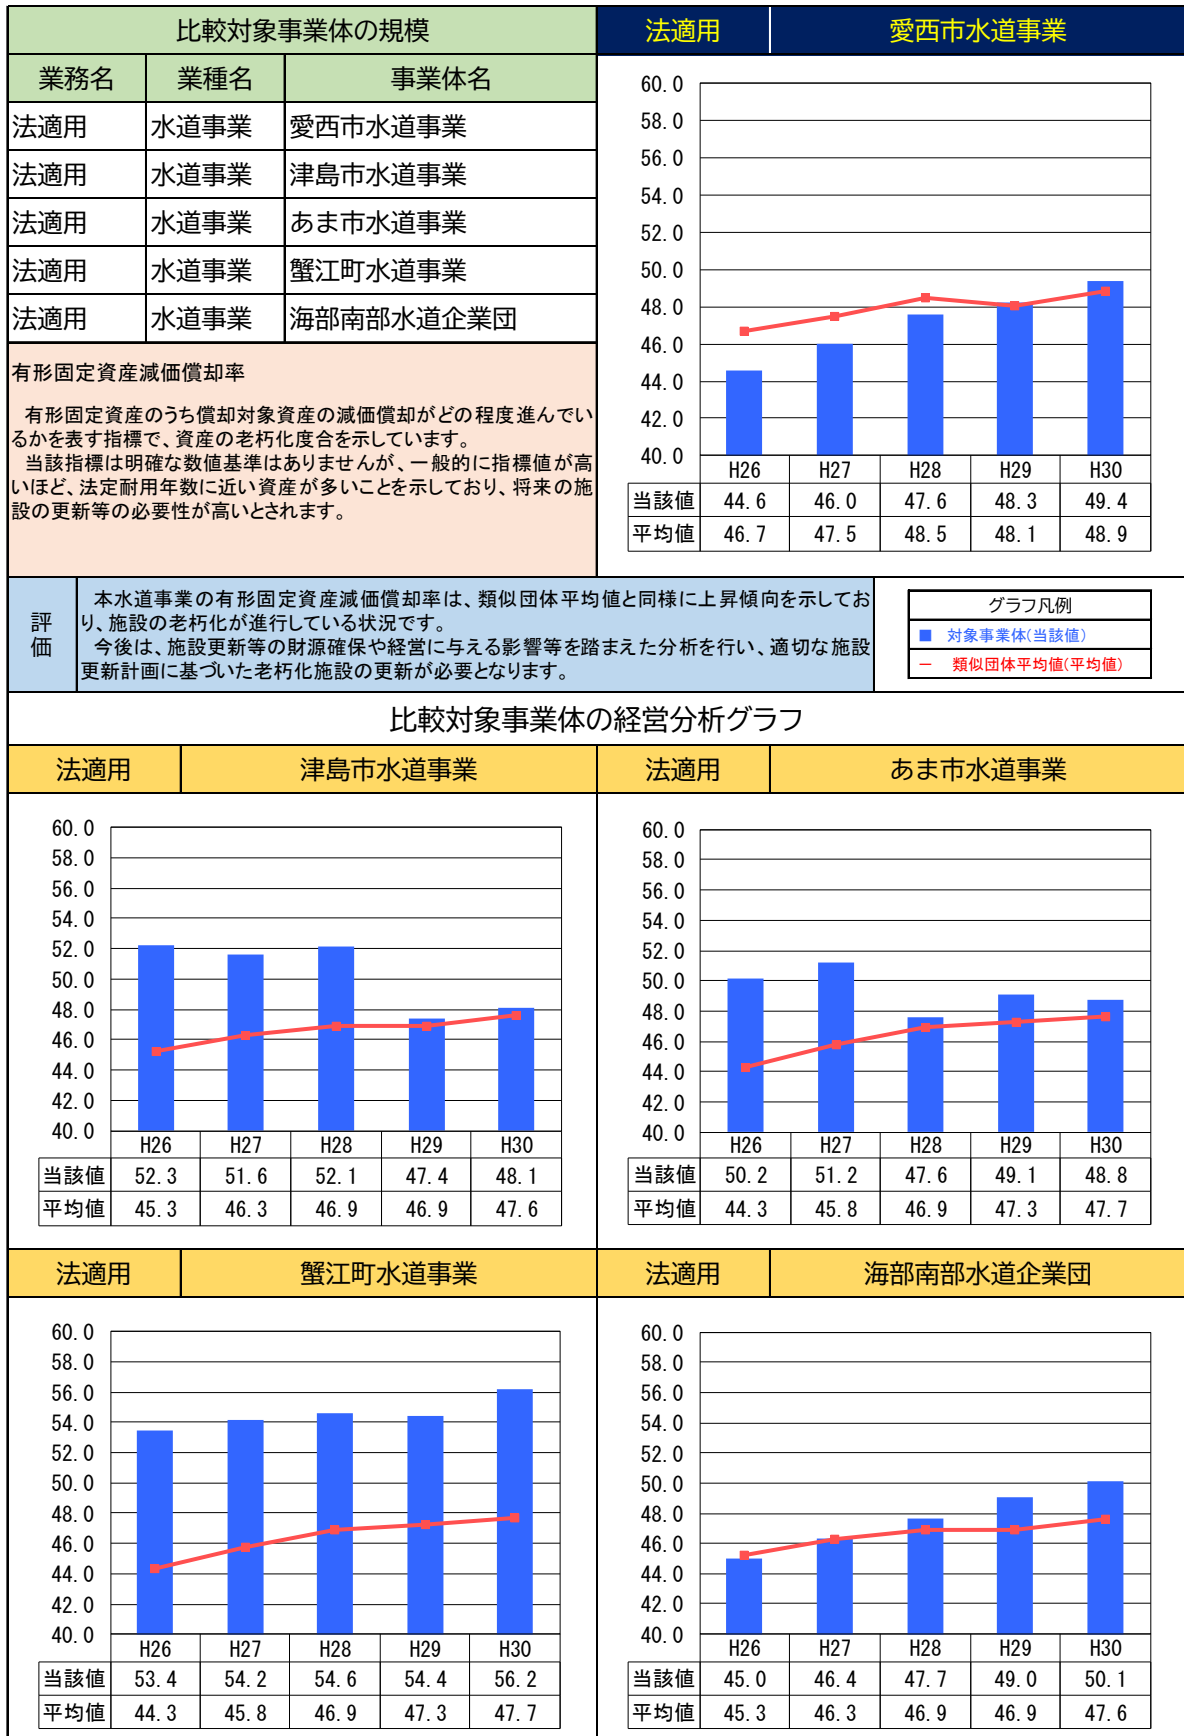 比較対象事業体の規模
業務名 業種名 事業体名
法適用 水道事業 愛西市水道事業
法適用 水道事業 津島市水道事業
法適用 水道事業 あま市水道事業
法適用 水道事業 蟹江町水道事業
法適用 水道事業 海部南部水道企業団
有形固定資産減価償却率
有形固定資産のうち償却対象資産の減価償却がどの程度進んでい
るかを表す指標で、資産の老朽化度合を示しています。
当該指標は明確な数値基準はありませんが、一般的に指標値が高
いほど、法定耐用年数に近い資産が多いことを示しており、将来の施
設の更新等の必要性が高いとされます。
法適用 愛西市水道事業
60.0
58.0
56.0
54.0
52.0
50.0
48.0
46.0
44.0
42.0
40.0
H26 H27 H28 H29 H30
当該値 44.6 46.0 47.6 48.3 49.4
平均値 46.7 47.5 48.5 48.1 48.9
評価
本水道事業の有形固定資産減価償却率は、類似団体平均値と同様に上昇傾向を示してお
り、施設の老朽化が進行している状況です。
今後は、施設更新等の財源確保や経営に与える影響等を踏まえた分析を行い、適切な施設
更新計画に基づいた老朽化施設の更新が必要となります。
グラフ凡例
■ 対象事業体(当該値)
― 類似団体平均値(平均値)
比較対象事業体の経営分析グラフ
法適用 津島市水道事業
60.0
58.0
56.0
54.0
52.0
50.0
48.0
46.0
44.0
42.0
40.0
H26 H27 H28 H29 H30
当該値 52.3 51.6 52.1 47.4 48.1
平均値 45.3 46.3 46.9 46.9 47.6
法適用 あま市水道事業
60.0
58.0
56.0
54.0
52.0
50.0
48.0
46.0
44.0
42.0
40.0
H26 H27 H28 H29 H30
当該値 50.2 51.2 47.6 49.1 48.8
平均値 44.3 45.8 46.9 47.3 47.7
法適用 蟹江町水道事業
60.0
58.0
56.0
54.0
52.0
50.0
48.0
46.0
44.0
42.0
40.0
H26 H27 H28 H29 H30
当該値 53.4 54.2 54.6 54.4 56.2
平均値 44.3 45.8 46.9 47.3 47.7
法適用 海部南部水道企業団
60.0
58.0
56.0
54.0
52.0
50.0
48.0
46.0
44.0
42.0
40.0
H26 H27 H28 H29 H30
当該値 45.0 46.4 47.7 49.0 50.1
平均値 45.3 46.3 46.9 46.9 47.6